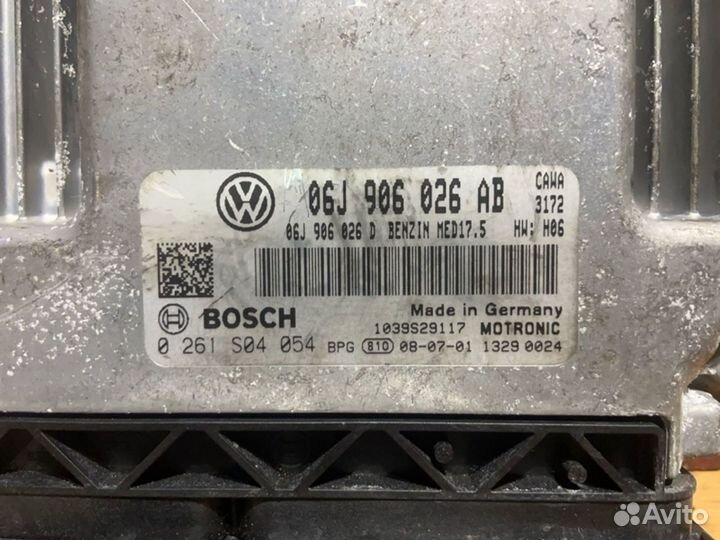 06J 906 026 AB CAWA
3172
06J 906 026 D BENZIN MED17.5 HW: H06
Made in Germany
BOSCH 1039S29117 MOTRONIC
0 261 S04 054 BPG 810 08-07-01 1329 0024
Avito